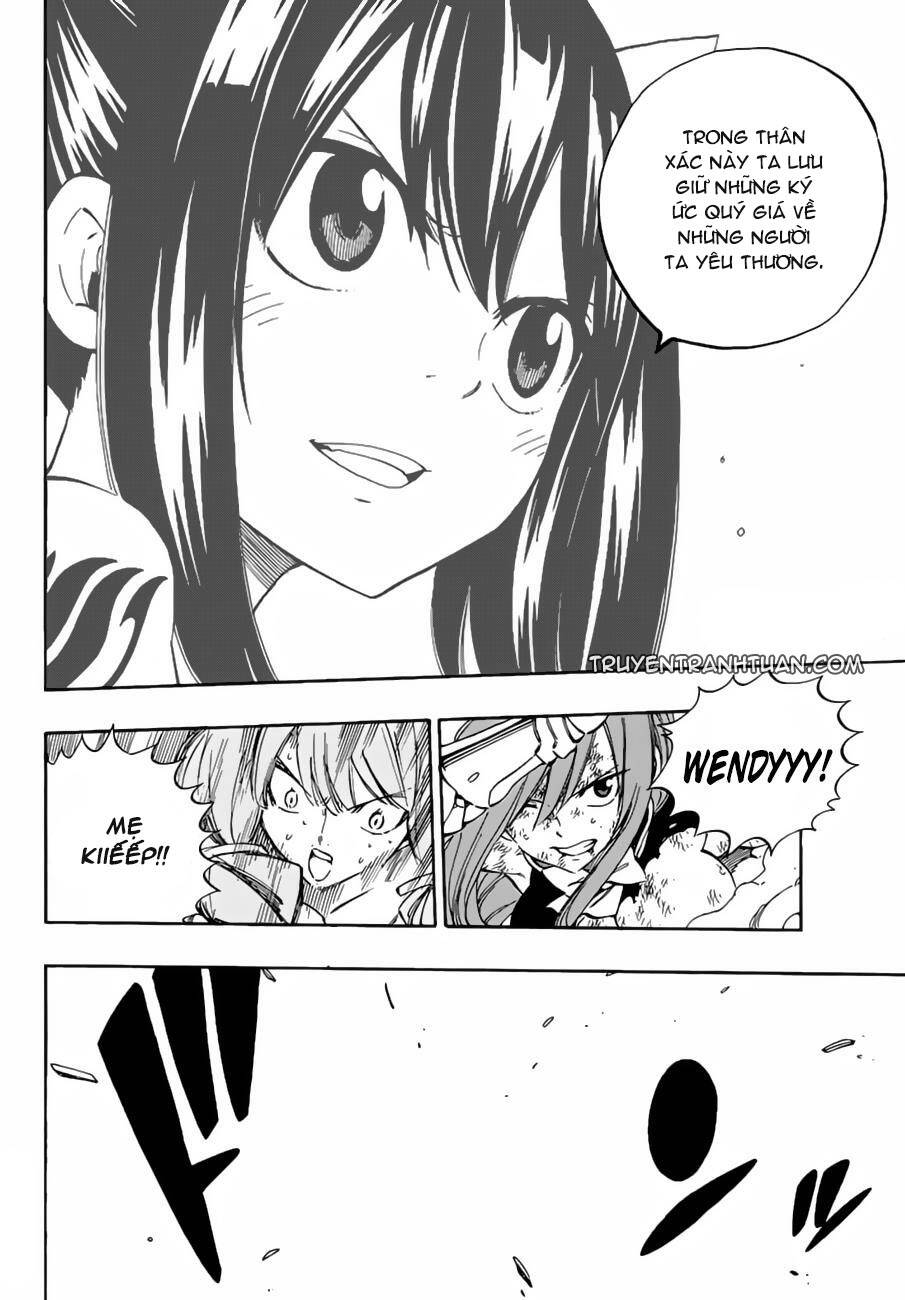 TRONG THÂN
XÁC NÀY TA LƯU
GIỮ NHỮNG KÝ
ỨC QUÝ GIÁ VỀ
NHỮNG NGƯỜI
TA YÊU THƯƠNG.
TRUYENTRANHTUAN.COM
WENDYYY!
MẸ
KIIẾẾP!!